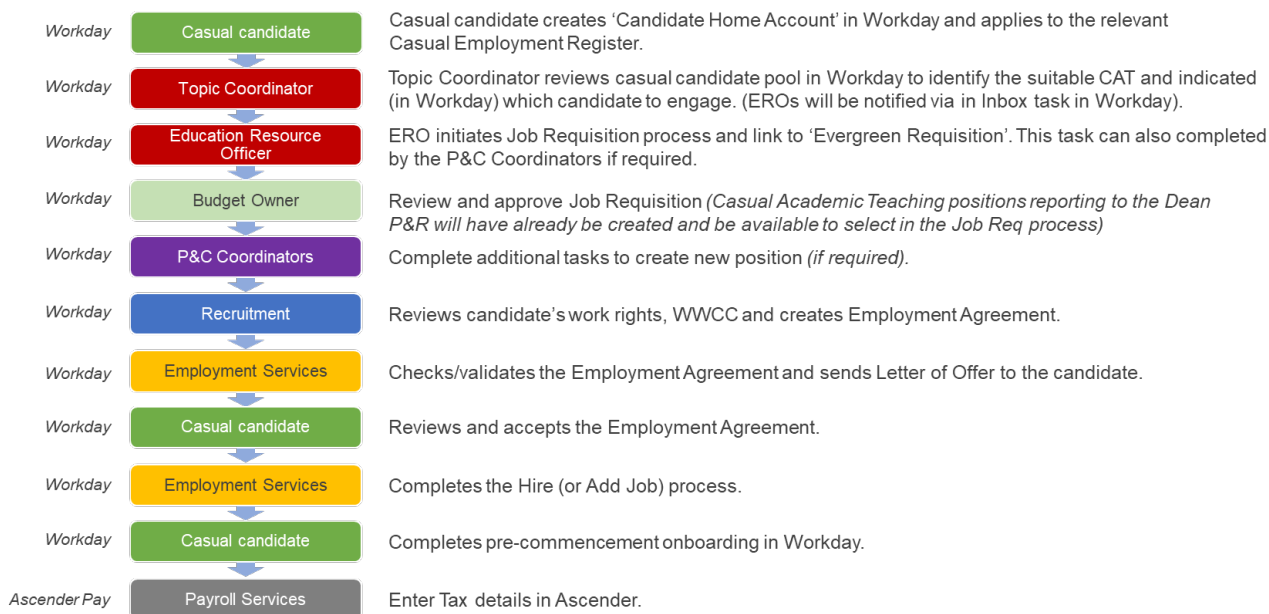 Workday
Casual candidate
Casual candidate creates ‘Candidate Home Account’ in Workday and applies to the relevant
Casual Employment Register.
Workday
Topic Coordinator
Topic Coordinator reviews casual candidate pool in Workday to identify the suitable CAT and indicated
(in Workday) which candidate to engage. (EROs will be notified via in Inbox task in Workday).
Workday
Education Resource
Officer
ERO initiates Job Requisition process and link to ‘Evergreen Requisition’. This task can also completed
by the P&C Coordinators if required.
Workday
Budget Owner
Review and approve Job Requisition (Casual Academic Teaching positions reporting to the Dean
P&R will have already be created and be available to select in the Job Req process)
Workday
P&C Coordinators
Complete additional tasks to create new position (if required).
Workday
Recruitment
Reviews candidate’s work rights, WWCC and creates Employment Agreement.
Workday
Employment Services
Checks/validates the Employment Agreement and sends Letter of Offer to the candidate.
Workday
Casual candidate
Reviews and accepts the Employment Agreement.
Workday
Employment Services
Completes the Hire (or Add Job) process.
Workday
Casual candidate
Completes pre-commencement onboarding in Workday.
Ascender Pay
Payroll Services
Enter Tax details in Ascender.